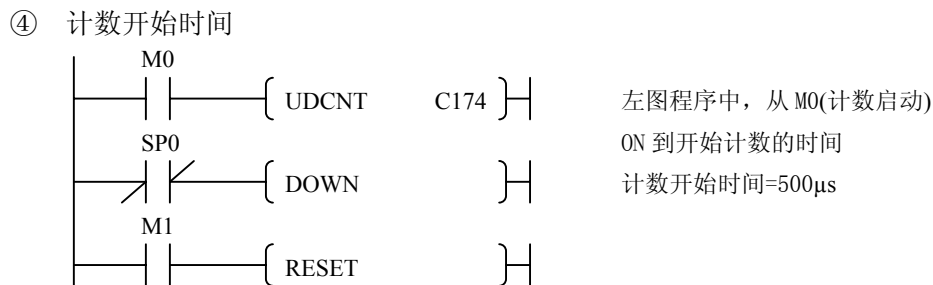 ④ 计数开始时间
M0
UDCNT C174
左图程序中，从 M0(计数启动)
SP0
ON 到开始计数的时间
DOWN
计数开始时间=500μs
M1
RESET